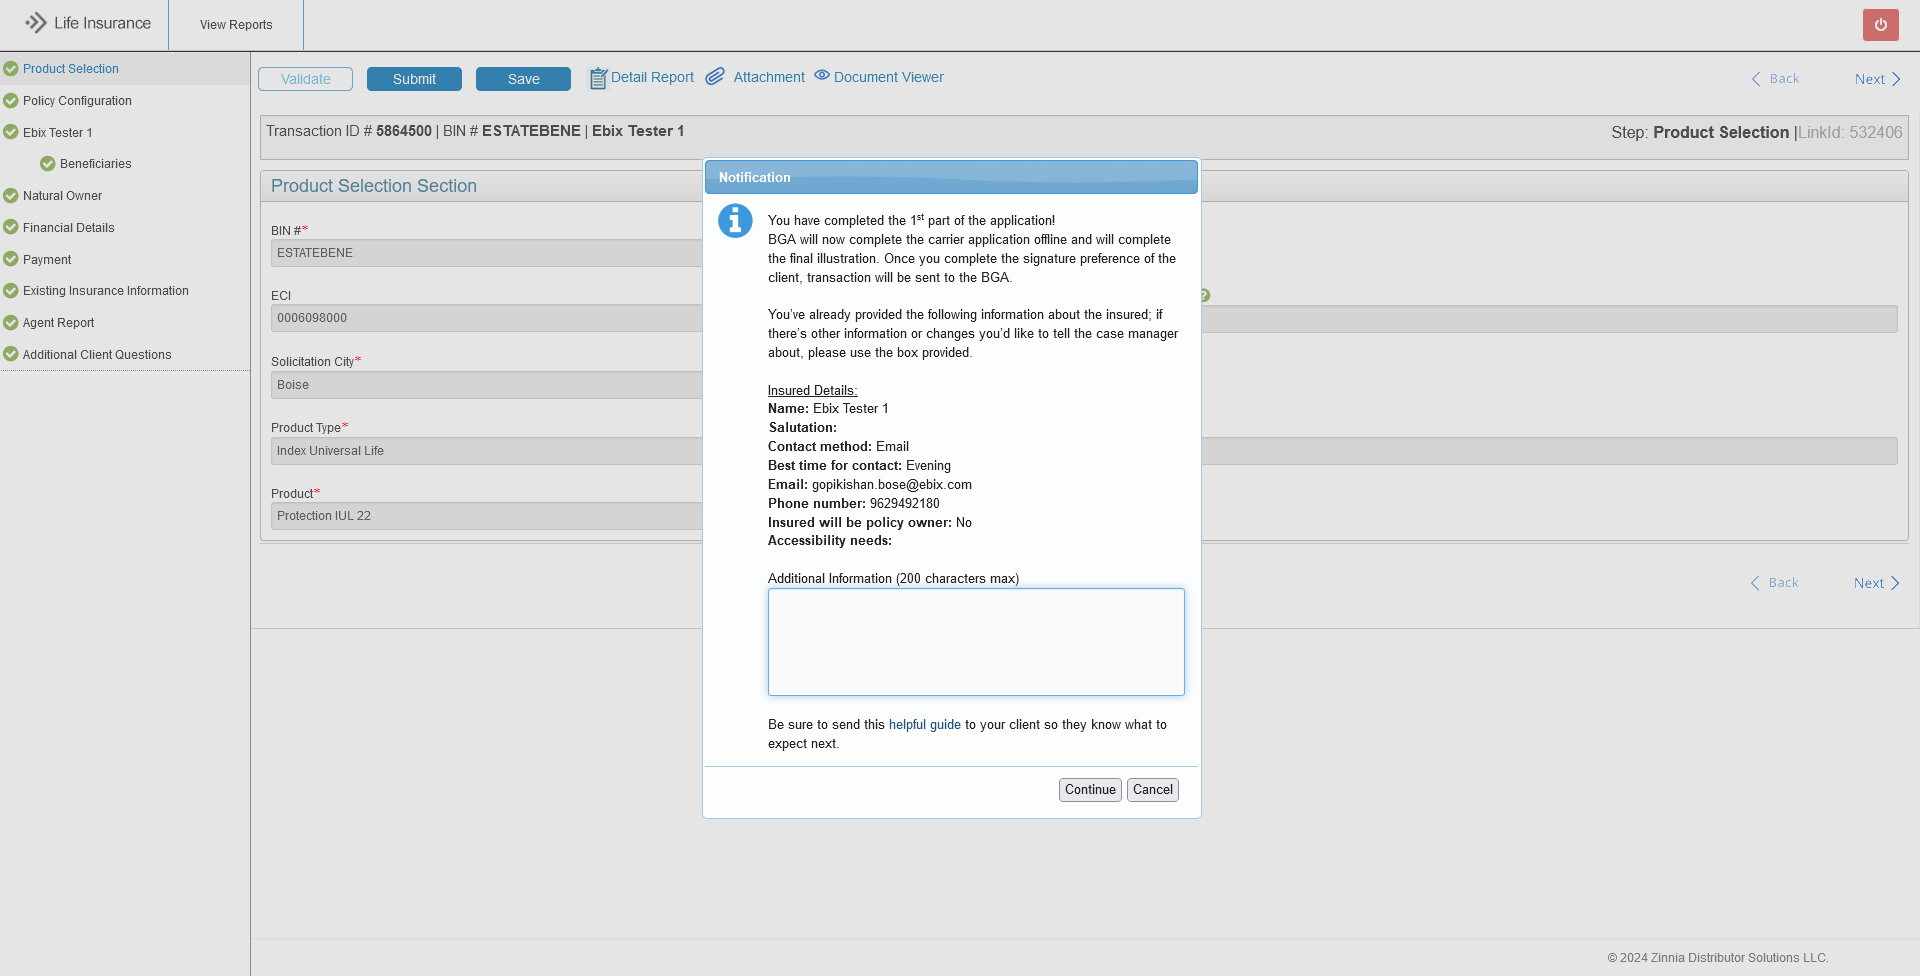 Life Insurance
View Reports
Product Selection
Policy Configuration
Ebix Tester 1
Beneficiaries
Natural Owner
Financial Details
Payment
Existing Insurance Information
Agent Report
Additional Client Questions
Validate
Submit
Save
Detail Report
Attachment
Document Viewer
Back
Next
Transaction ID # 5864500 | BIN # ESTATEBENE | Ebix Tester 1
Step: Product Selection |LinkId: 532406
Product Selection Section
BIN #*
ESTATEBENE
ECI
0006098000
Solicitation City*
Boise
Product Type*
Index Universal Life
Product*
Protection IUL 22
Notification
You have completed the 1st part of the application!
BGA will now complete the carrier application offline and will complete
the final illustration. Once you complete the signature preference of the
client, transaction will be sent to the BGA.
You've already provided the following information about the insured; if
there's other information or changes you'd like to tell the case manager
about, please use the box provided.
Insured Details:
Name: Ebix Tester 1
Salutation:
Contact method: Email
Best time for contact: Evening
Email: gopikishan.bose@ebix.com
Phone number: 9629492180
Insured will be policy owner: No
Accessibility needs:
Additional Information (200 characters max)
Be sure to send this helpful guide to your client so they know what to
expect next.
Continue
Cancel
Back
Next
© 2024 Zinnia Distributor Solutions LLC.